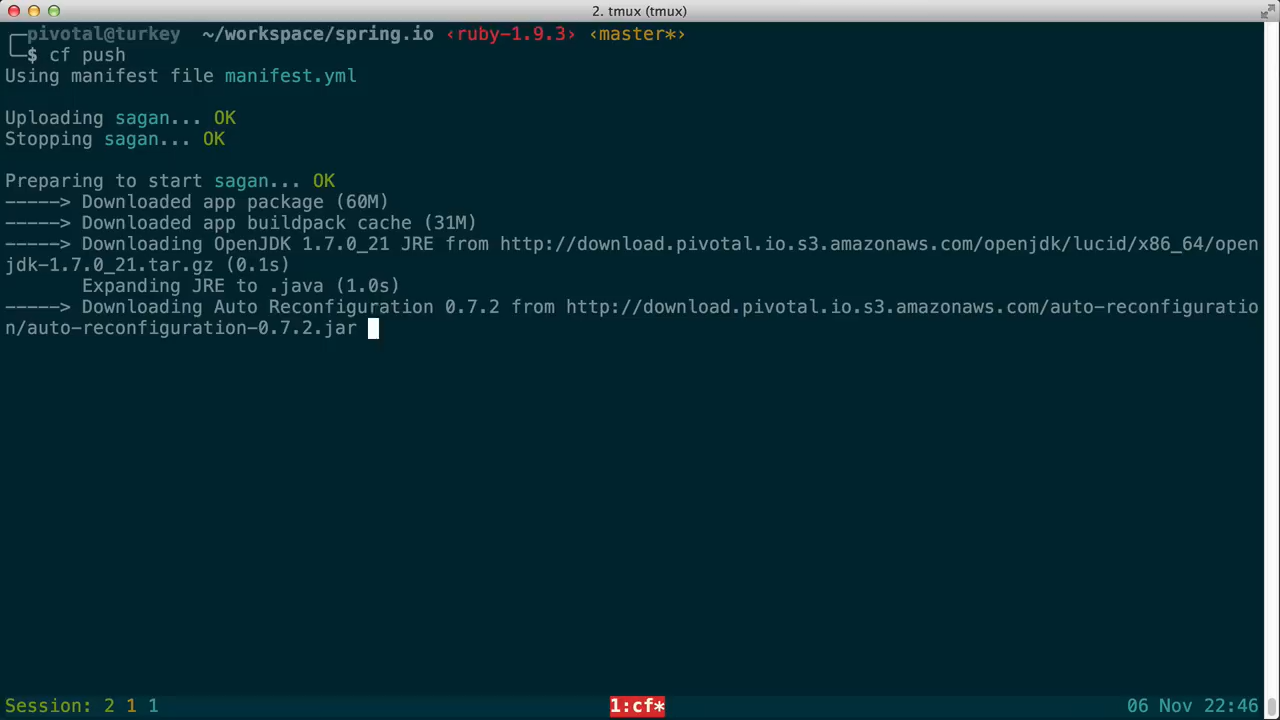 2. tmux (tmux)
pivotal@turkey ~/workspace/spring.io ‹ruby-1.9.3› ‹master*›
$ cf push
Using manifest file manifest.yml
Uploading sagan... OK
Stopping sagan... OK
Preparing to start sagan... OK
-----> Downloaded app package (60M)
-----> Downloaded app buildpack cache (31M)
-----> Downloading OpenJDK 1.7.0_21 JRE from http://download.pivotal.io.s3.amazonaws.com/openjdk/lucid/x86_64/open
jdk-1.7.0_21.tar.gz (0.1s)
Expanding JRE to .java (1.0s)
-----> Downloading Auto Reconfiguration 0.7.2 from http://download.pivotal.io.s3.amazonaws.com/auto-reconfiguratio
n/auto-reconfiguration-0.7.2.jar
Session: 2 1 1 1:cf* 06 Nov 22:46